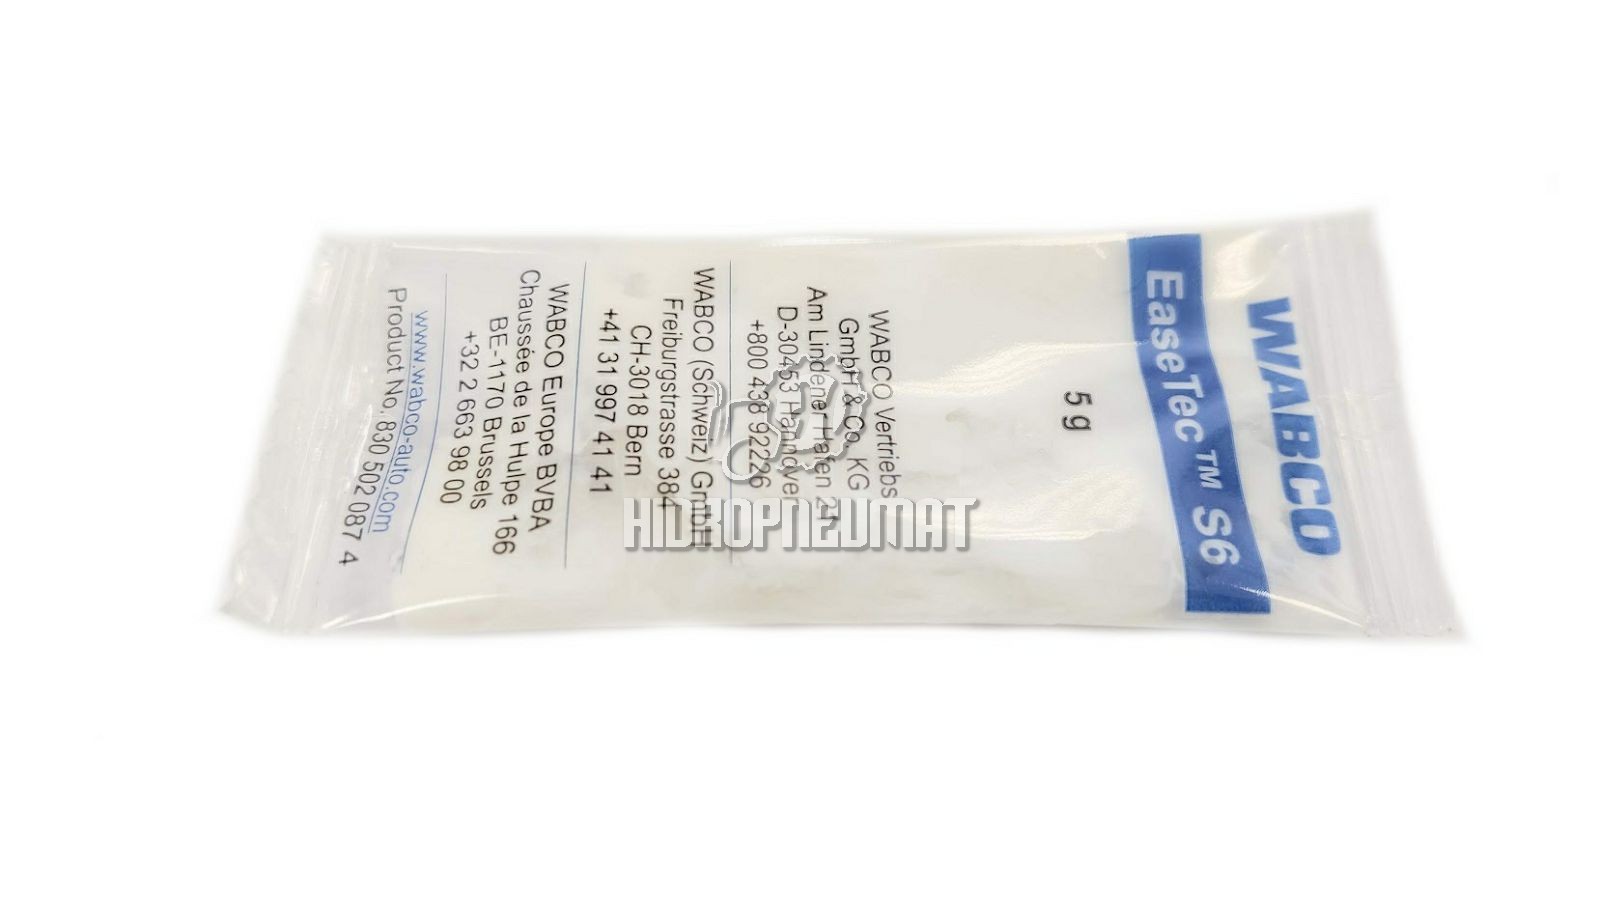 WABCO
EaseTec™ S6
5 g
WABCO Vertriebs
GmbH & Co. KG
Am Lindener Hafen 21
D-30453 Hannover
+800 438 92226
WABCO (Schweiz) GmbH
Freiburgstrasse 384
CH-3018 Bern
+41 31 997 41 41
WABCO Europe BVBA
Chaussée de la Hulpe 166
BE-1170 Brussels
+32 2 663 98 00
www.wabco-auto.com
Product No. 830 502 087 4
HIDROPNEUMAT